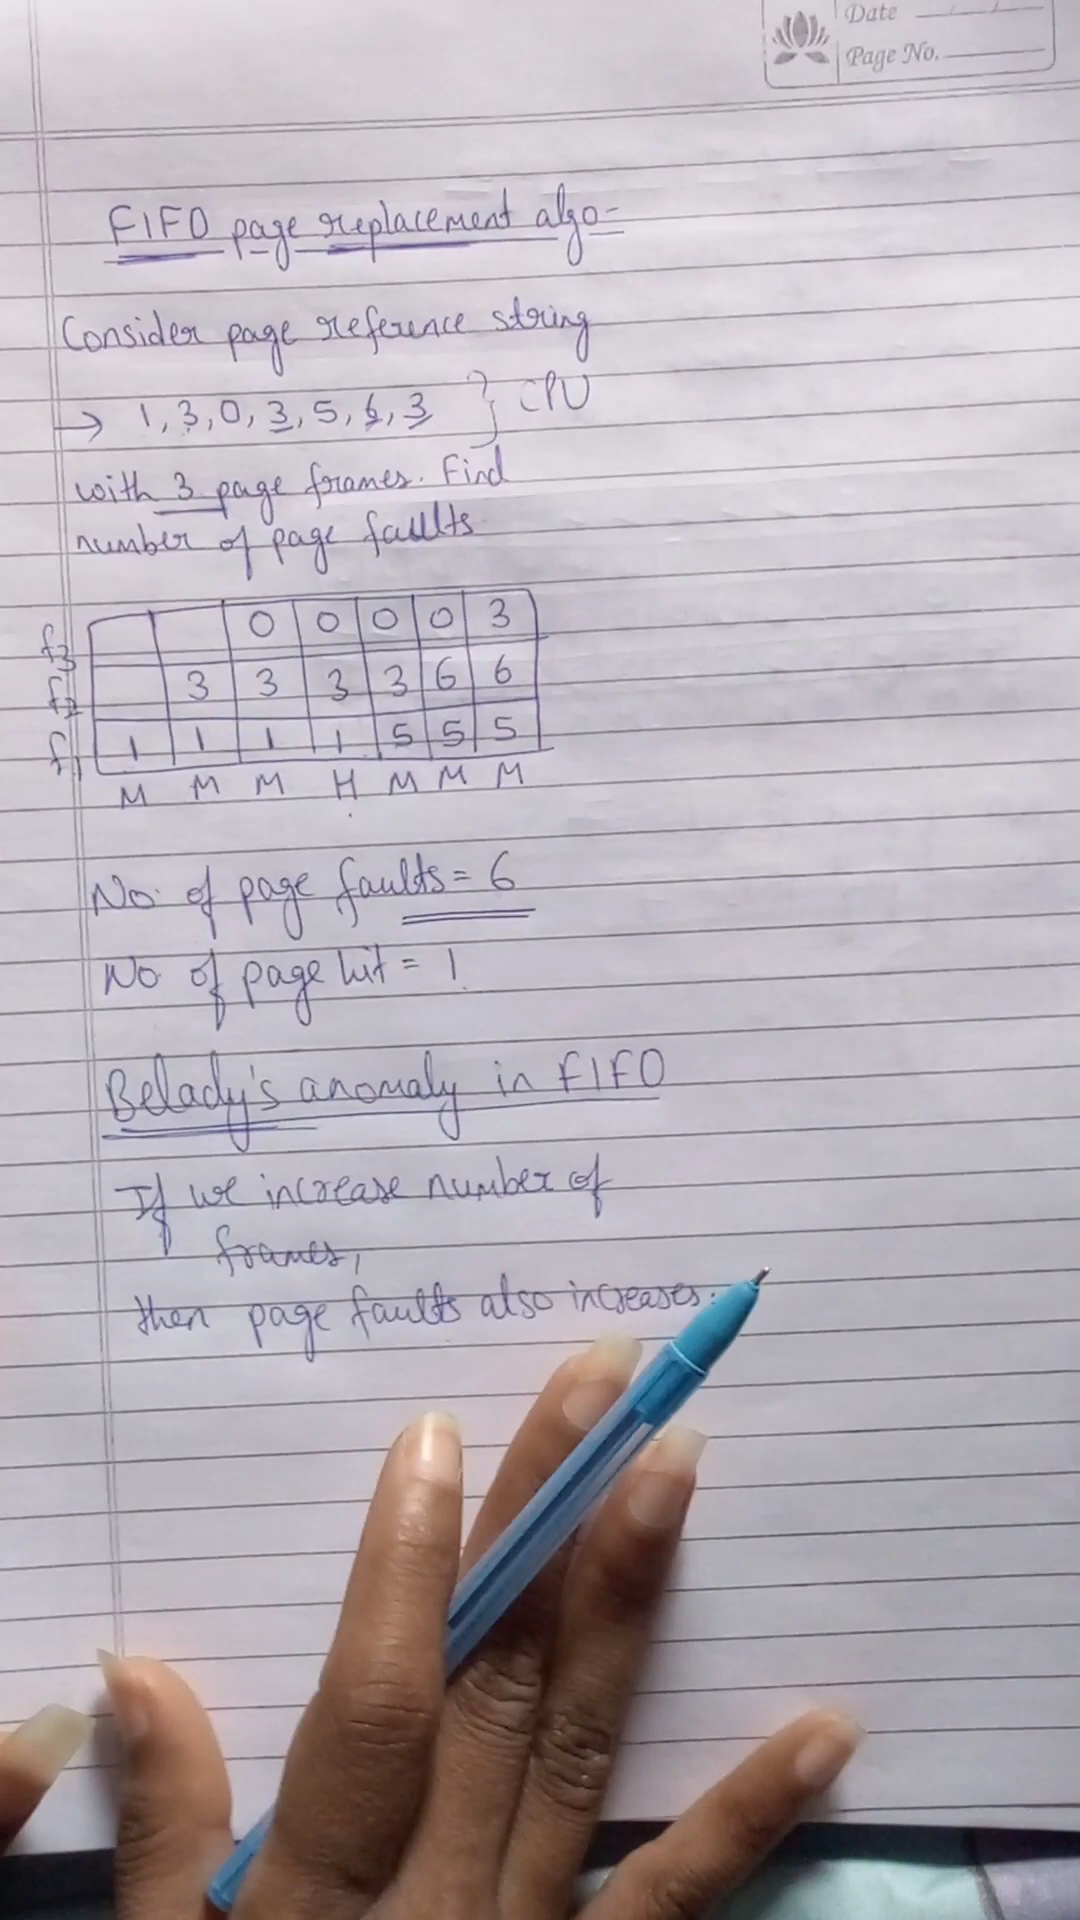 Date
Page No.
FIFO page replacement algo-
Consider page reference string
→ 1, 3, 0, 3, 5, 6, 3 } CPU
with 3 page frames. Find
number of page faults
f3 0 0 0 0 3
f2 3 3 3 3 6 6
f1 1 1 1 1 5 5 5
M M M H M M M
No. of page faults = 6
No of page hit = 1
Belady's anomaly in FIFO
If we increase number of
frames,
then page faults also increases.